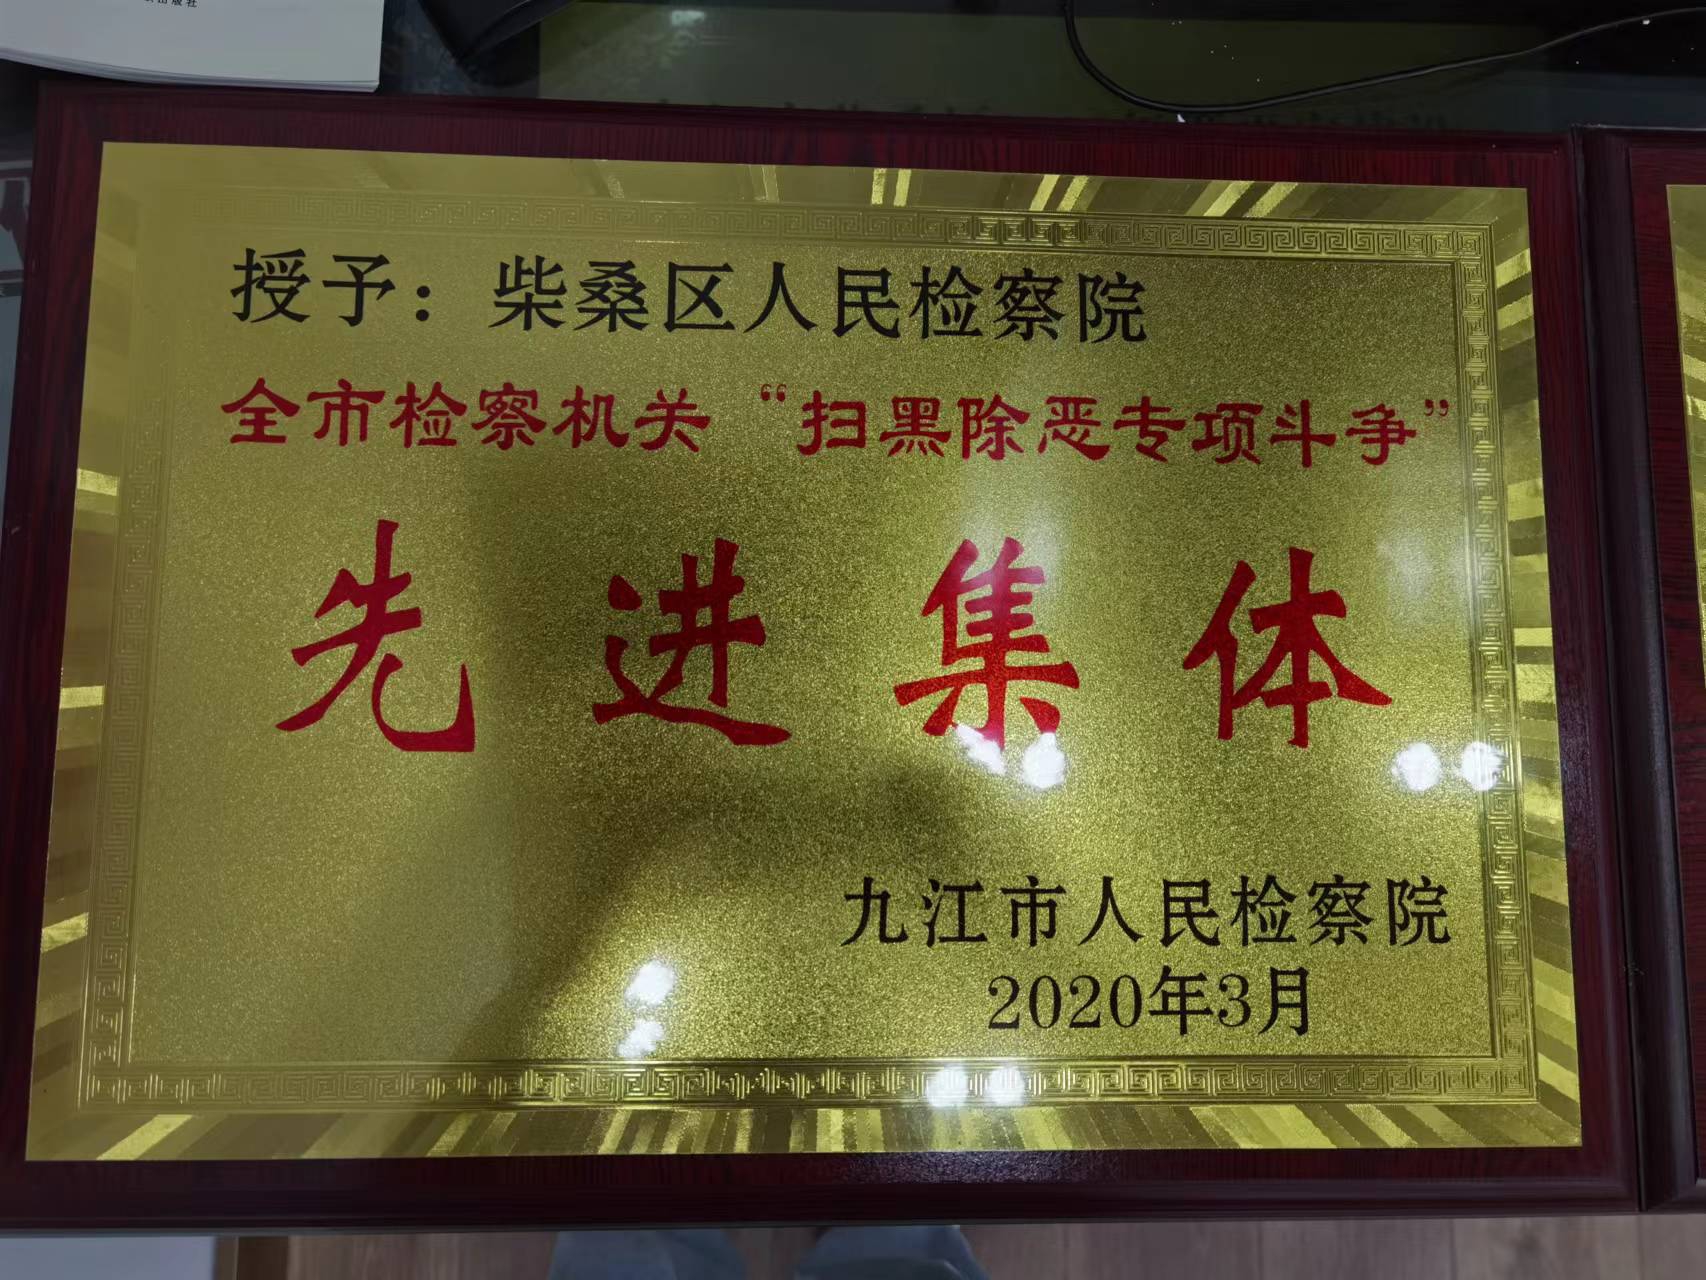 授予：柴桑区人民检察院
全市检察机关“扫黑除恶专项斗争”
先进集体
九江市人民检察院
2020年3月